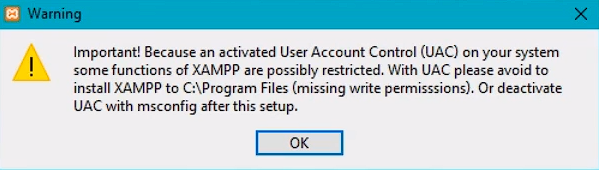 Warning
Important! Because an activated User Account Control (UAC) on your system
some functions of XAMPP are possibly restricted. With UAC please avoid to
install XAMPP to C:\Program Files (missing write permisssions). Or deactivate
UAC with msconfig after this setup.
OK